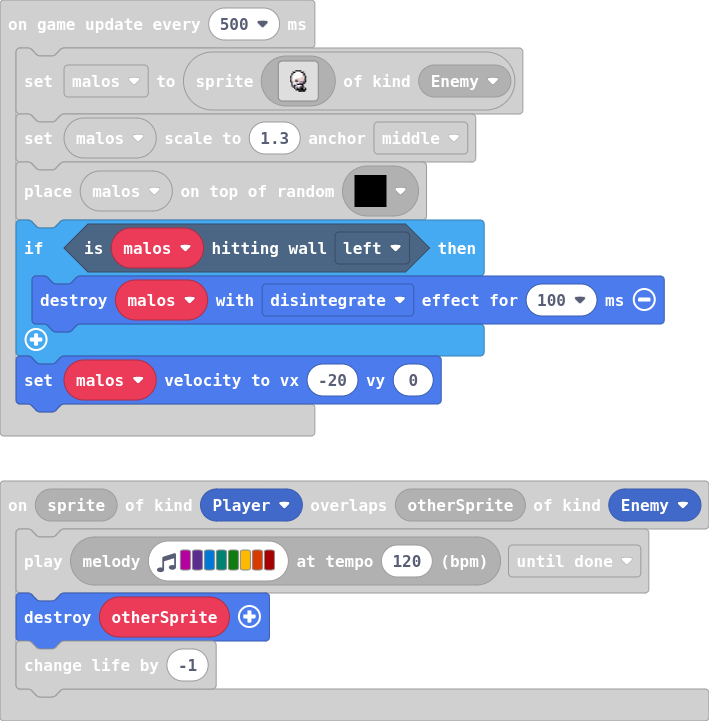 on game update every 500 ms
set malos to sprite of kind Enemy
set malos scale to 1.3 anchor middle
place malos on top of random
if is malos hitting wall left then
destroy malos with disintegrate effect for 100 ms
set malos velocity to vx -20 vy 0
on sprite of kind Player overlaps otherSprite of kind Enemy
play melody at tempo 120 (bpm) until done
destroy otherSprite
change life by -1